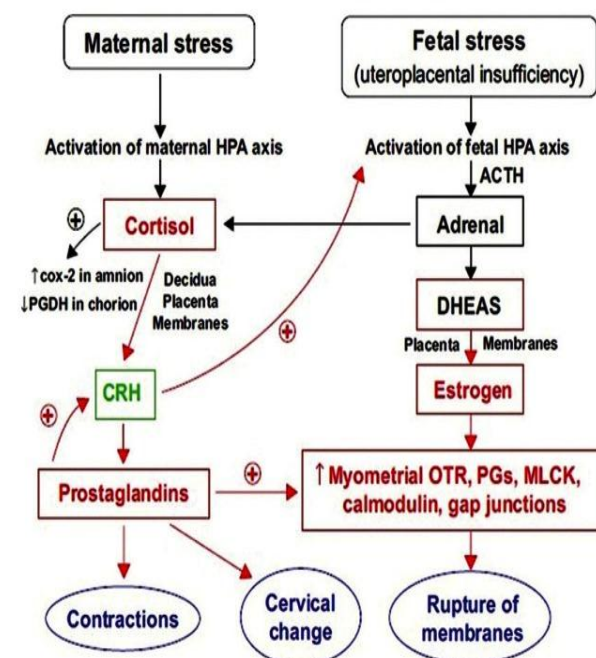 Maternal stress
Fetal stress
(uteroplacental insufficiency)
Activation of maternal HPA axis
Activation of fetal HPA axis
ACTH
+
Cortisol
Adrenal
↑cox-2 in amnion
↓PGDH in chorion
Decidua
Placenta
Membranes
DHEAS
+
Placenta
Membranes
CRH
Estrogen
+
Prostaglandins
+
↑Myometrial OTR, PGs, MLCK,
calmodulin, gap junctions
Contractions
Cervical
change
Rupture of
membranes